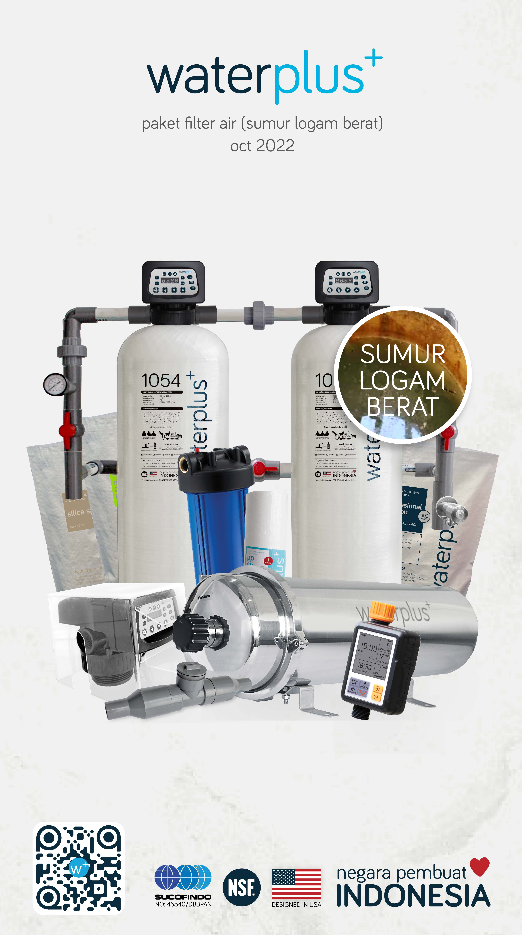 waterplus+
paket filter air (sumur logam berat)
oct 2022
1054
waterplus+
10
SUMUR
LOGAM
BERAT
waterplus+
SUCOFINDO
NSF
DESIGNED IN USA
negara pembuat
INDONESIA